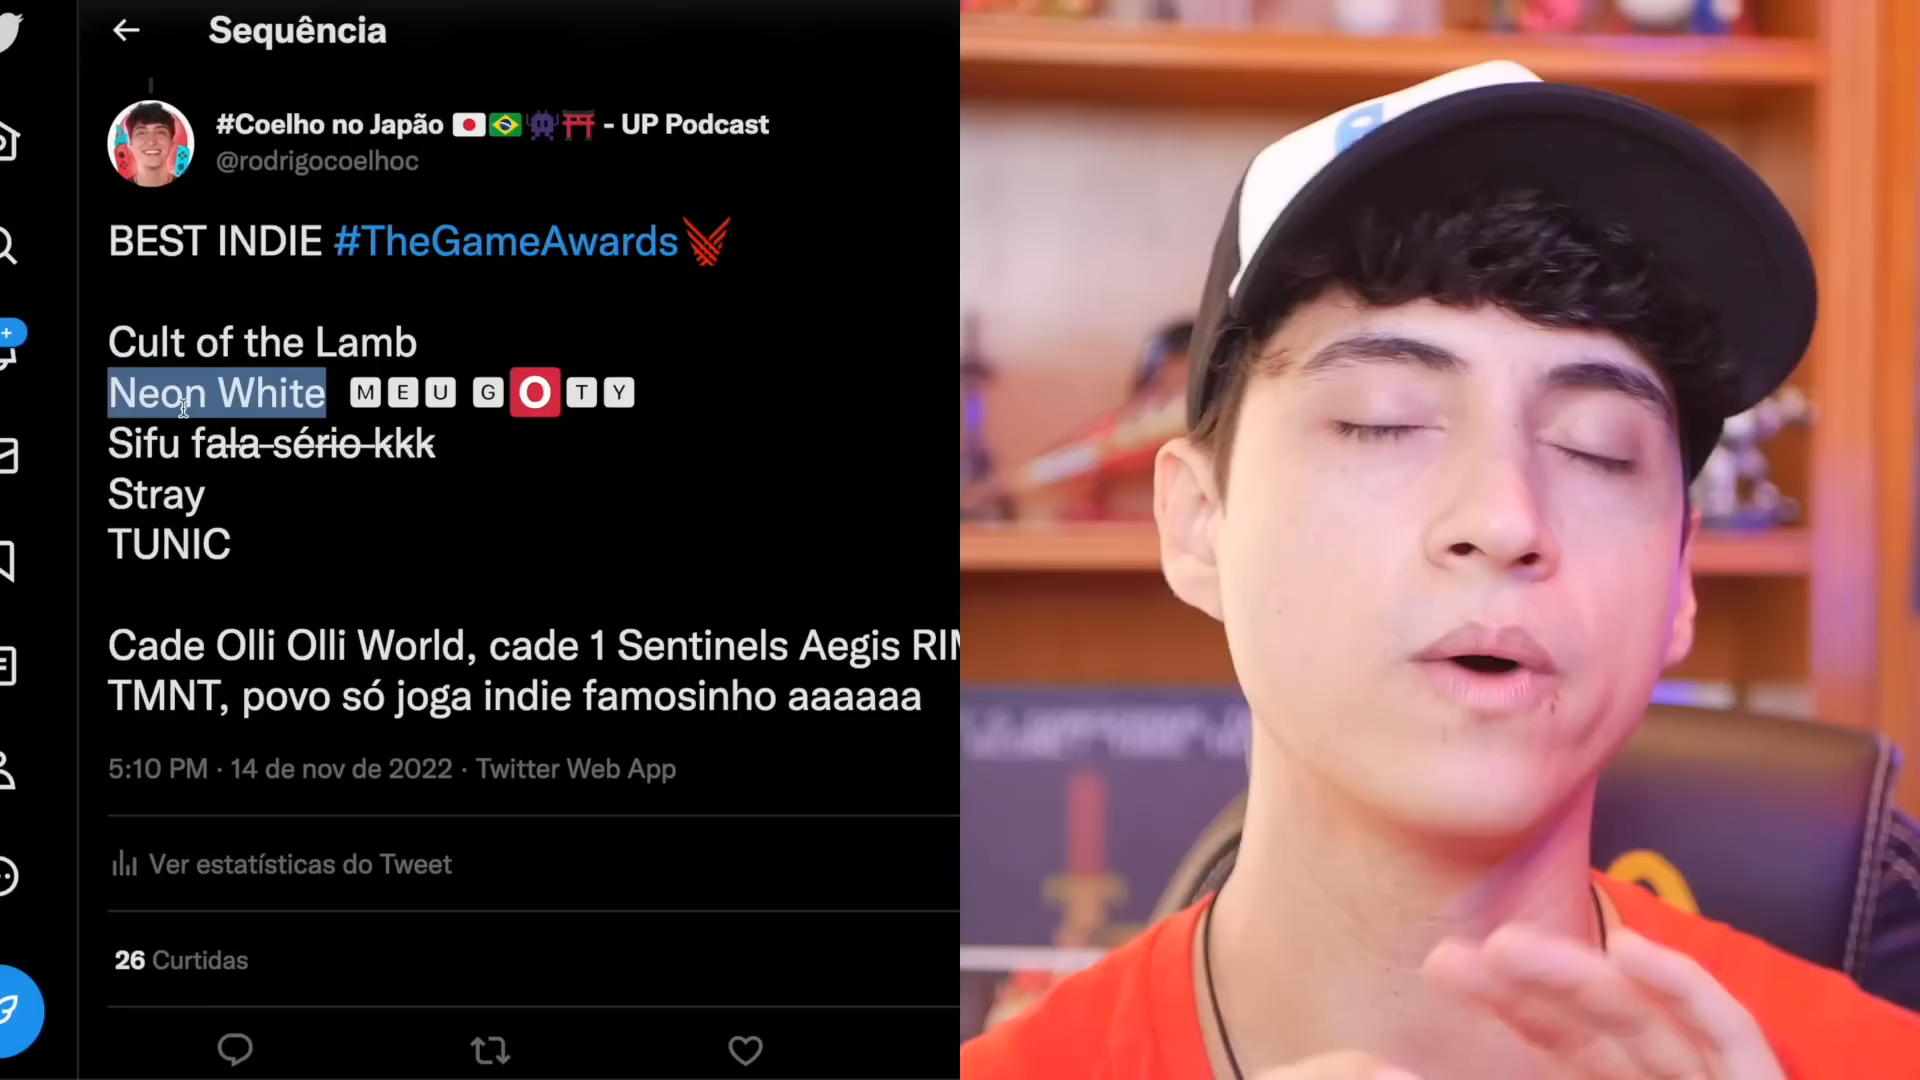 Sequência
#Coelho no Japão 🇯🇵🇧🇷👾⛩️ - UP Podcast
@rodrigocoelhoc
BEST INDIE #TheGameAwards
Cult of the Lamb
Neon White 🄼🄴🅄 🄶🅾🅃🅈
Sifu fala sério kkk
Stray
TUNIC
Cade Olli Olli World, cade 1 Sentinels Aegis
TMNT, povo só joga indie famosinho aaaaaa
5:10 PM · 14 de nov de 2022 · Twitter Web App
Ver estatísticas do Tweet
26 Curtidas